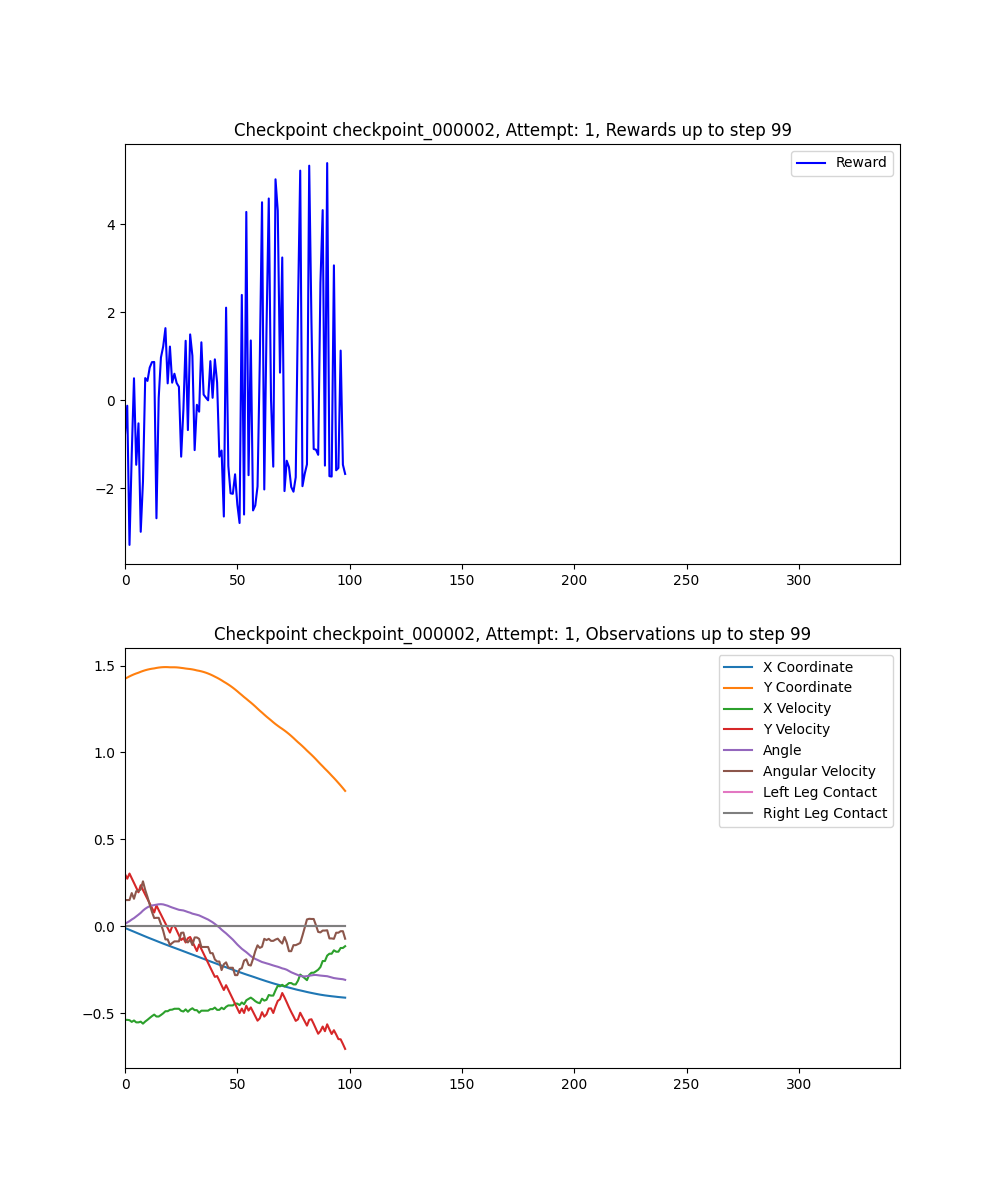 Checkpoint checkpoint_000002, Attempt: 1, Rewards up to step 99
Reward
4
2
0
−2
0
50
100
150
200
250
300
Checkpoint checkpoint_000002, Attempt: 1, Observations up to step 99
X Coordinate
Y Coordinate
X Velocity
Y Velocity
Angle
Angular Velocity
Left Leg Contact
Right Leg Contact
1.5
1.0
0.5
0.0
−0.5
0
50
100
150
200
250
300